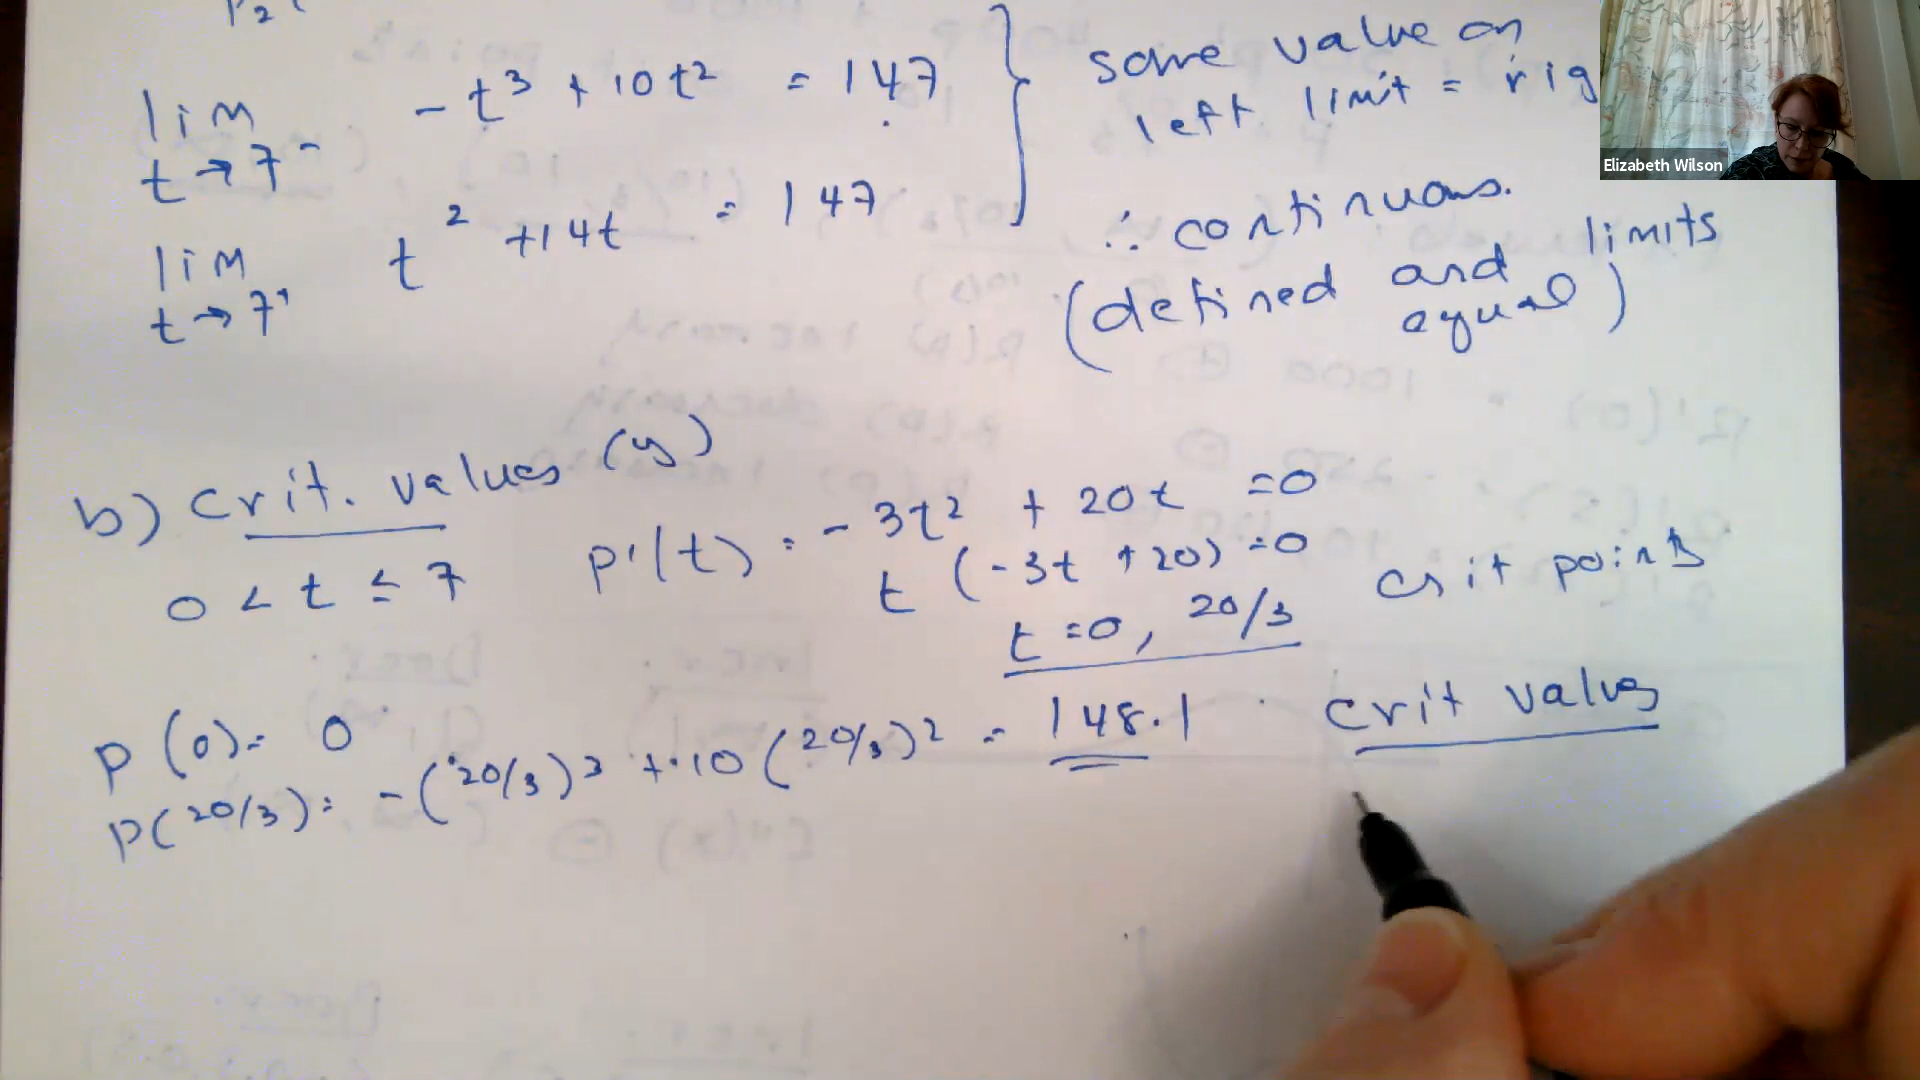 P₂(
lim -t³ + 10t² = 147
t→7⁻
some value on
left limit = rig
lim t² +14t = 147
t→7⁺
∴ continuous.
(defined and limits
equal)
b) Crit. values (y)
0 < t ≤ 7
p'(t) = -3t² + 20t =0
t (-3t +20) =0
t =0, 20/3
crit points
p(0)= 0
p(20/3)= -(20/3)³ + 10(20/3)² = 148.1
crit values
Elizabeth Wilson